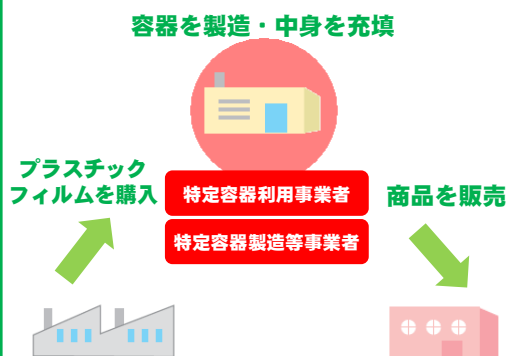 容器を製造・中身を充填
プラスチック
フィルムを購入
特定容器利用事業者
商品を販売
特定容器製造等事業者